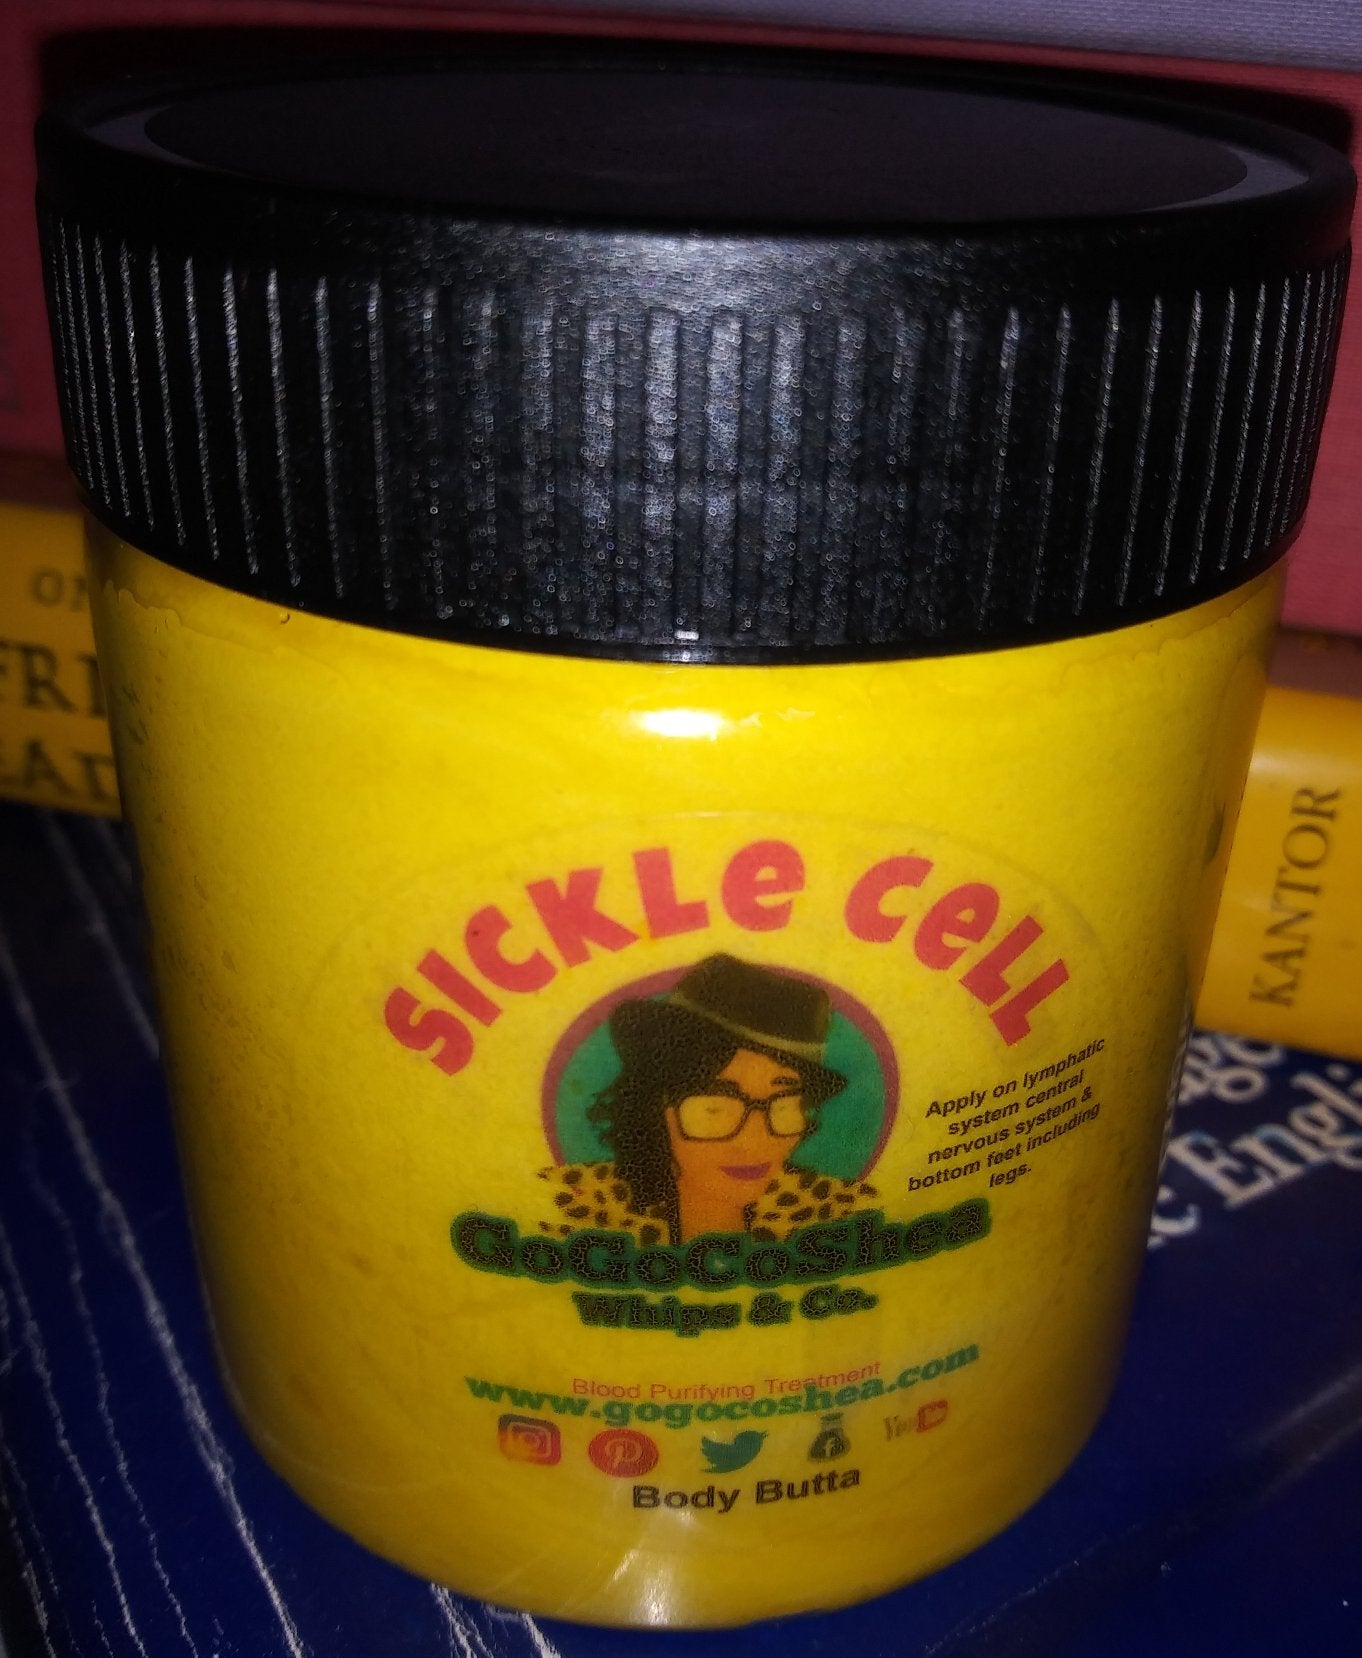 SICKLe CeLL
Apply on lymphatic
system central
nervous system &
bottom feet including
legs.
GoGoCoShea
Whips & Co.
Blood Purifying Treatment
www.gogocoshea.com
Body Butta
KANTOR